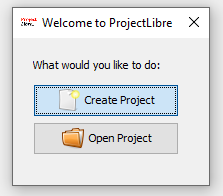 Welcome to ProjectLibre
What would you like to do:
Create Project
Open Project